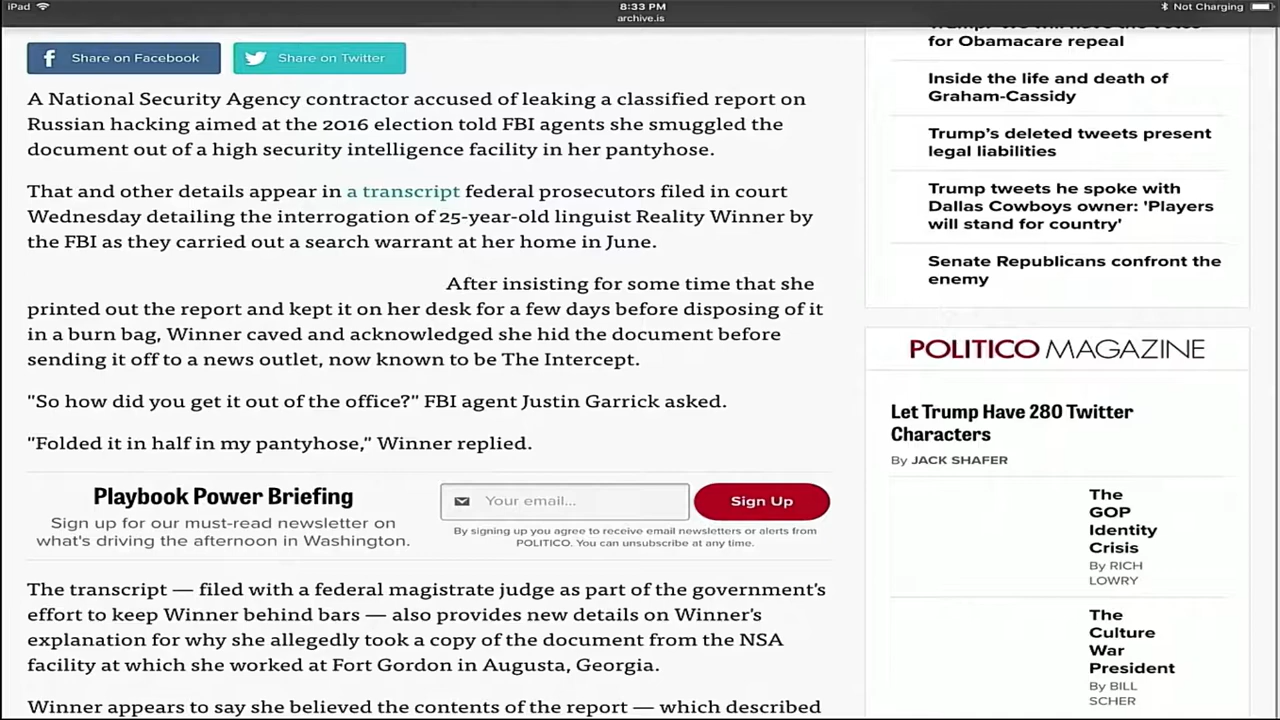 iPad
8:33 PM
Not Charging
archive.is
Share on Facebook
Share on Twitter
A National Security Agency contractor accused of leaking a classified report on
Russian hacking aimed at the 2016 election told FBI agents she smuggled the
document out of a high security intelligence facility in her pantyhose.
That and other details appear in a transcript federal prosecutors filed in court
Wednesday detailing the interrogation of 25-year-old linguist Reality Winner by
the FBI as they carried out a search warrant at her home in June.
After insisting for some time that she
printed out the report and kept it on her desk for a few days before disposing of it
in a burn bag, Winner caved and acknowledged she hid the document before
sending it off to a news outlet, now known to be The Intercept.
"So how did you get it out of the office?" FBI agent Justin Garrick asked.
"Folded it in half in my pantyhose," Winner replied.
Playbook Power Briefing
Sign up for our must-read newsletter on
what's driving the afternoon in Washington.
Your email...
Sign Up
By signing up you agree to receive email newsletters or alerts from
POLITICO. You can unsubscribe at any time.
The transcript — filed with a federal magistrate judge as part of the government's
effort to keep Winner behind bars — also provides new details on Winner's
explanation for why she allegedly took a copy of the document from the NSA
facility at which she worked at Fort Gordon in Augusta, Georgia.
Winner appears to say she believed the contents of the report — which described
for Obamacare repeal
Inside the life and death of
Graham-Cassidy
Trump's deleted tweets present
legal liabilities
Trump tweets he spoke with
Dallas Cowboys owner: 'Players
will stand for country'
Senate Republicans confront the
enemy
POLITICO MAGAZINE
Let Trump Have 280 Twitter
Characters
By JACK SHAFER
The
GOP
Identity
Crisis
By RICH
LOWRY
The
Culture
War
President
By BILL
SCHER